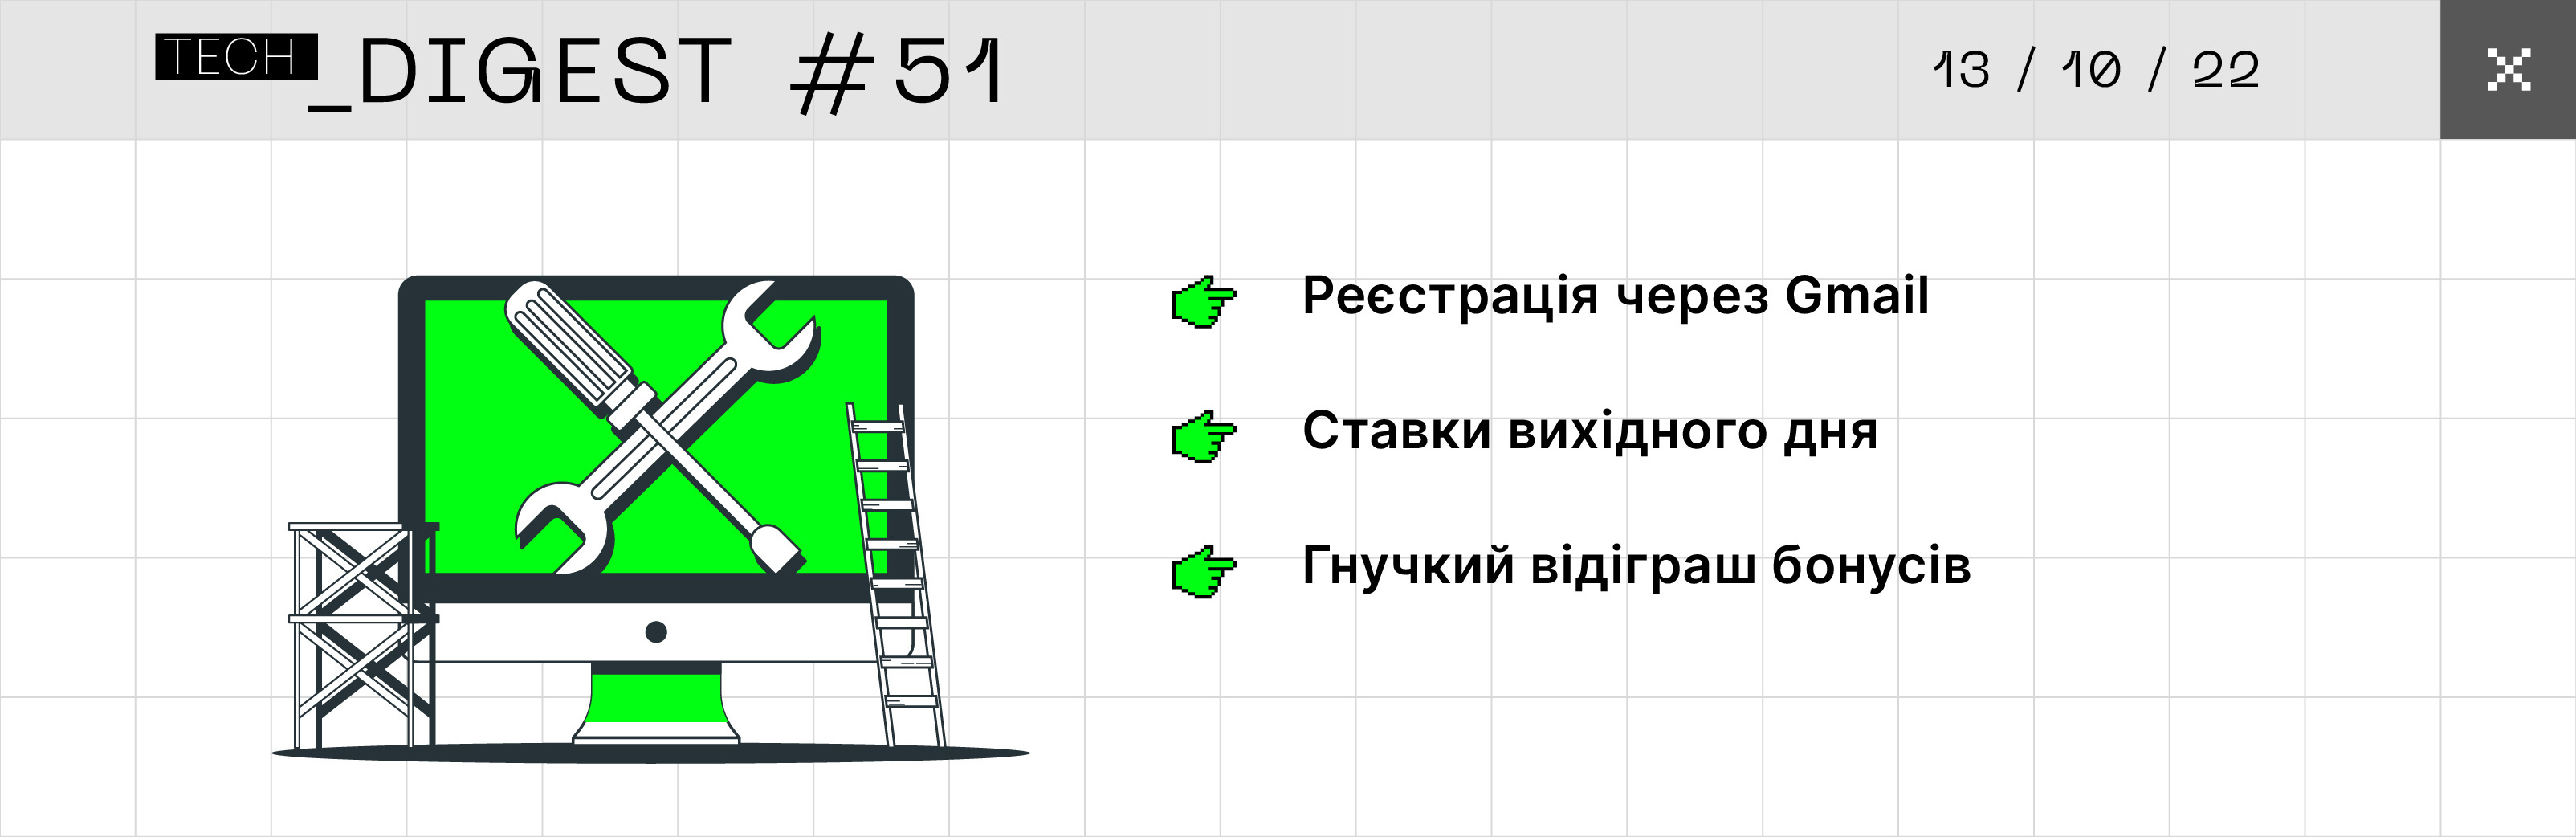 TECH_DIGEST #51
13 / 10 / 22
Реєстрація через Gmail
Ставки вихідного дня
Гнучкий відіграш бонусів